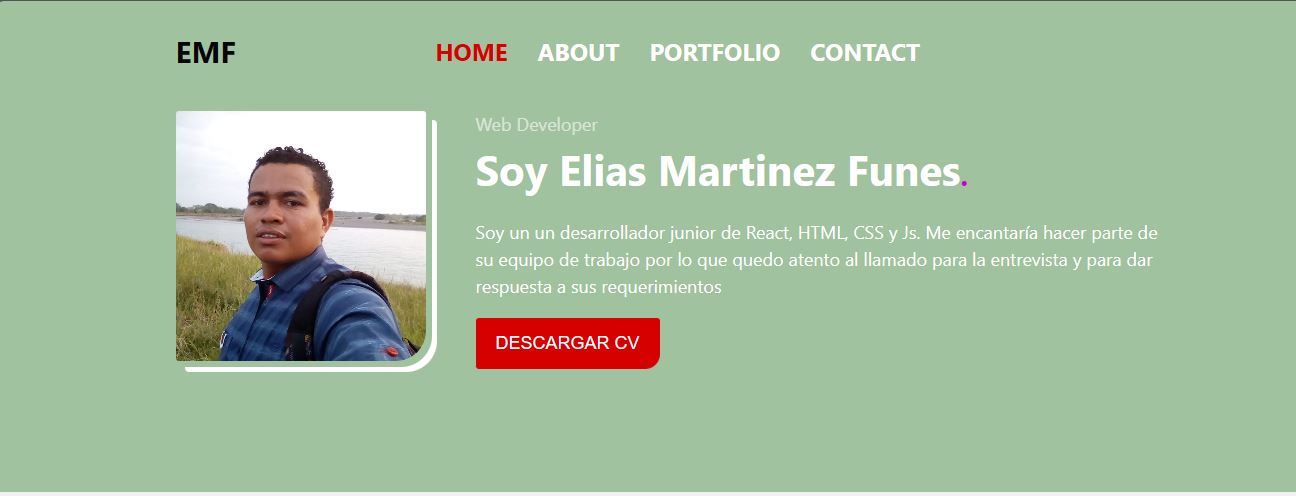 EMF
HOME ABOUT PORTFOLIO CONTACT
Web Developer
Soy Elias Martinez Funes.
Soy un un desarrollador junior de React, HTML, CSS y Js. Me encantaría hacer parte de
su equipo de trabajo por lo que quedo atento al llamado para la entrevista y para dar
respuesta a sus requerimientos
DESCARGAR CV